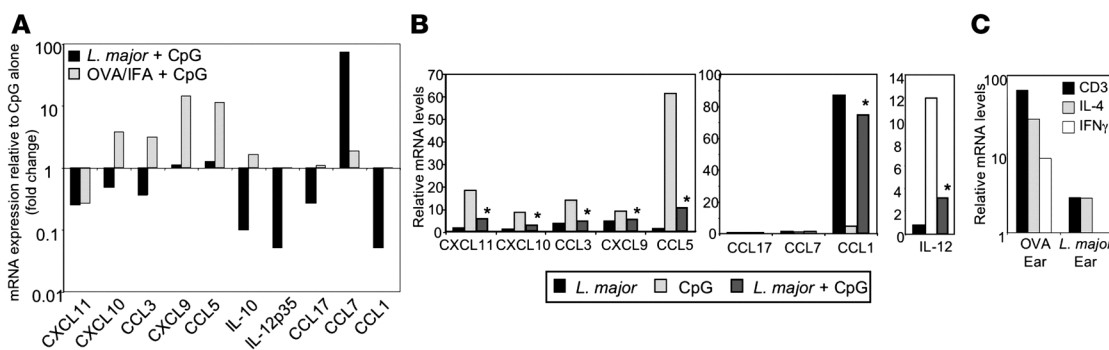 A
mRNA expression relative to CpG alone
(fold change)
100
10
1
0.1
0.01
L. major + CpG
OVA/IFA + CpG
CXCL11
CXCL10
CCL3
CXCL9
CCL5
IL-10
IL-12p35
CCL17
CCL7
CCL1
B
Relative mRNA levels
70
60
50
40
30
20
10
0
* * * * *
CXCL11 CXCL10 CCL3 CXCL9 CCL5
100
80
60
40
20
0
*
CCL17 CCL7 CCL1
14
12
10
8
6
4
2
0
*
IL-12
L. major CpG L. major + CpG
C
Relative mRNA levels
100
10
1
CD3
IL-4
IFNγ
OVA L. major
Ear Ear